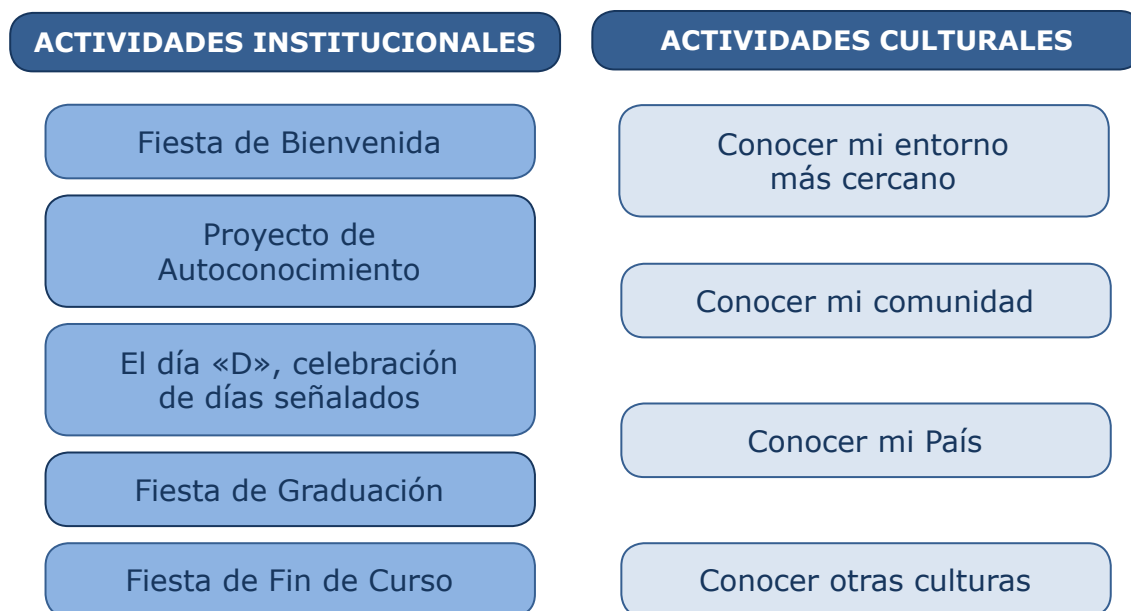 ACTIVIDADES INSTITUCIONALES
Fiesta de Bienvenida
Proyecto de
Autoconocimiento
El día «D», celebración
de días señalados
Fiesta de Graduación
Fiesta de Fin de Curso
ACTIVIDADES CULTURALES
Conocer mi entorno
más cercano
Conocer mi comunidad
Conocer mi País
Conocer otras culturas